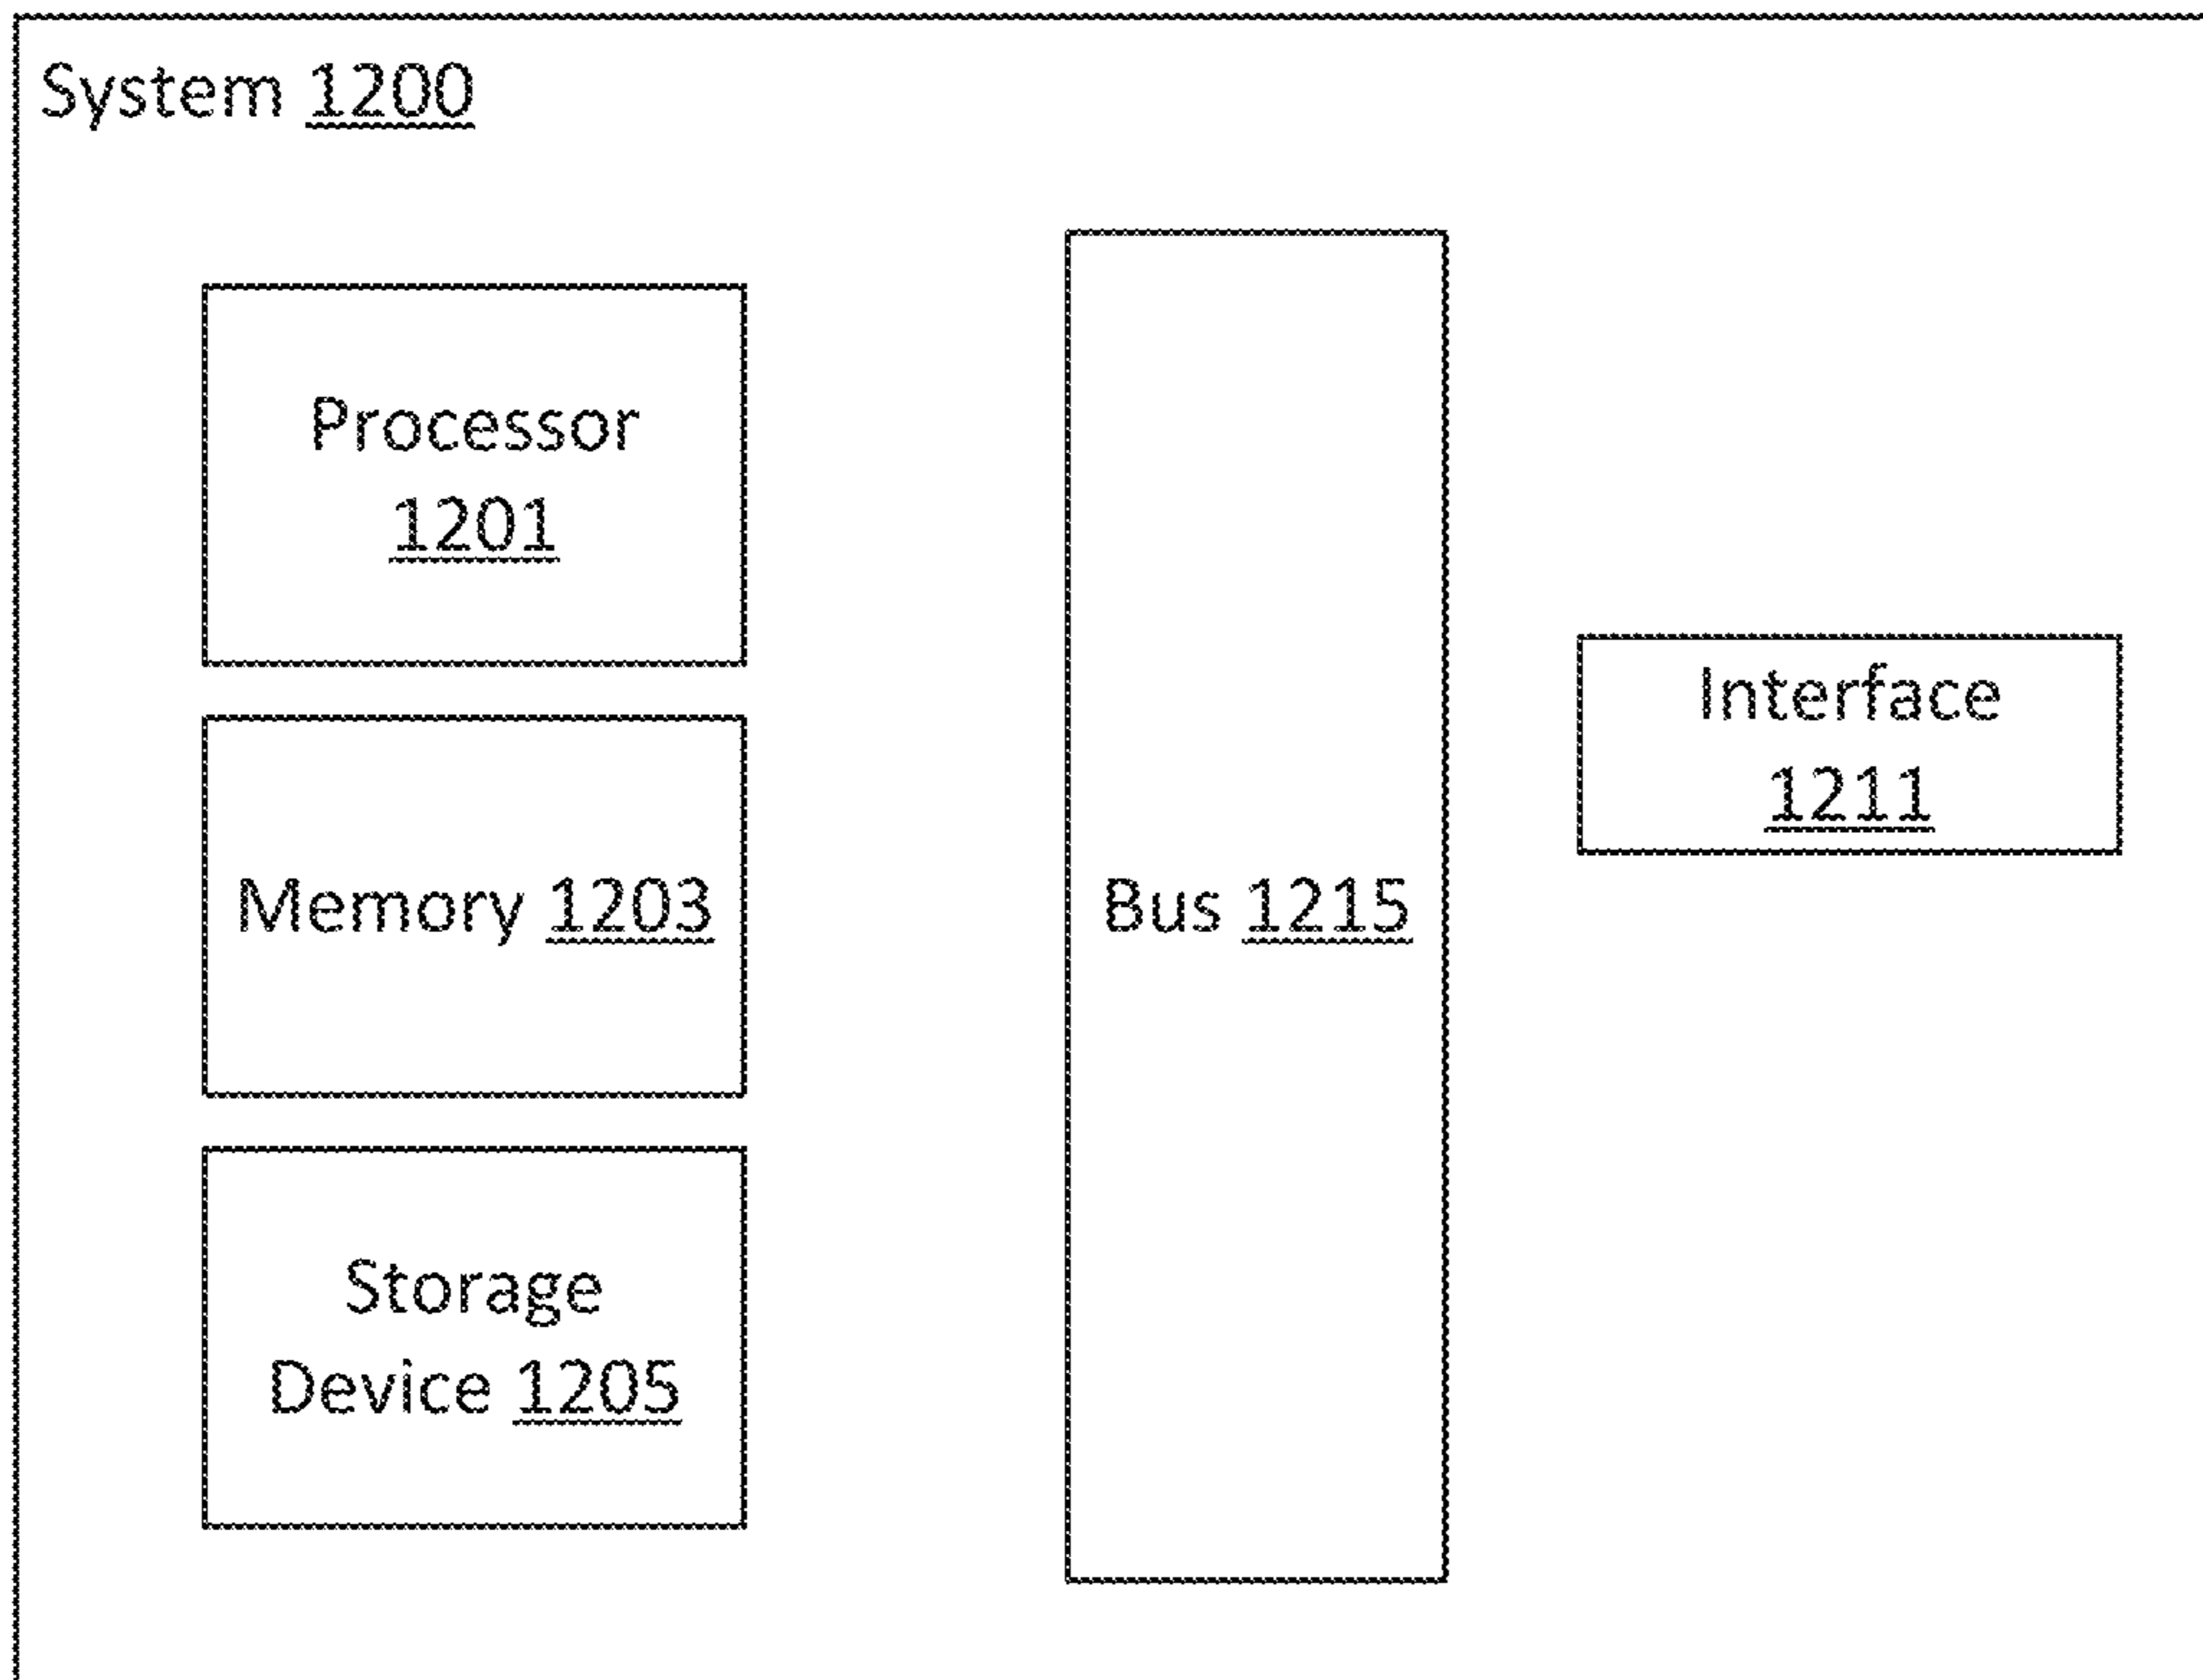 System 1200
Processor
1201
Memory 1203
Storage
Device 1205
Bus 1215
Interface
1211